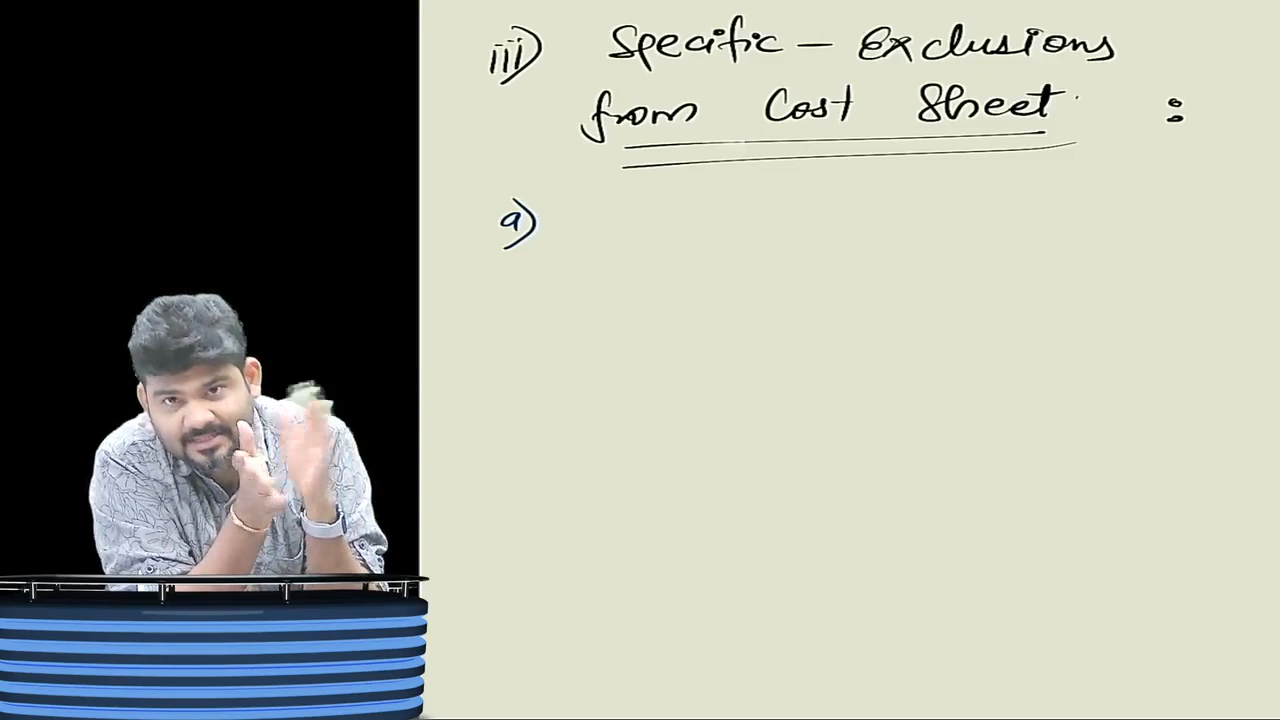 iii) Specific - Exclusions
from Cost Sheet :
a)